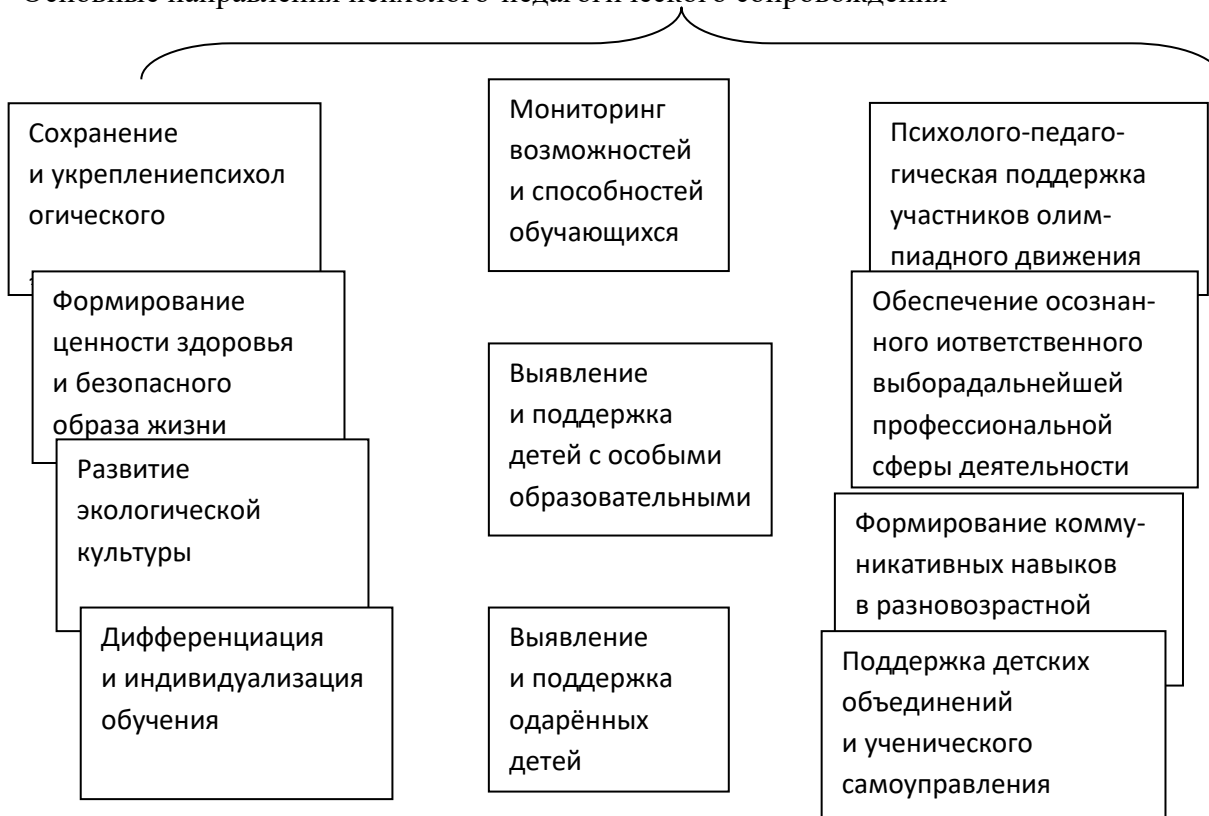 Основные направления психолого-педагогического сопровождения
Сохранение
и укреплениепсихол
огического
Формирование
ценности здоровья
и безопасного
образа жизни
Развитие
экологической
культуры
Дифференциация
и индивидуализация
обучения
Мониторинг
возможностей
и способностей
обучающихся
Выявление
и поддержка
детей с особыми
образовательными
Выявление
и поддержка
одарённых
детей
Психолого-педаго-
гическая поддержка
участников олим-
пиадного движения
Обеспечение осознан-
ного иответственного
выборадальнейшей
профессиональной
сферы деятельности
Формирование комму-
никативных навыков
в разновозрастной
Поддержка детских
объединений
и ученического
самоуправления